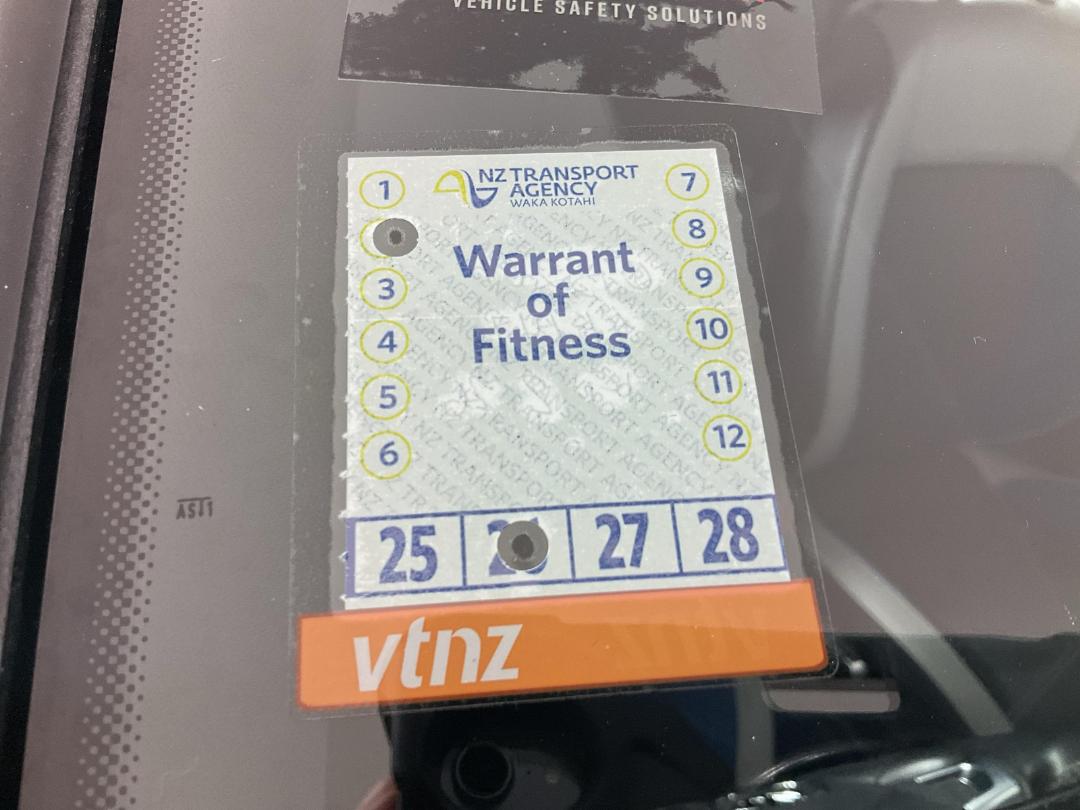 VEHICLE SAFETY SOLUTIONS
NZ TRANSPORT
AGENCY
WAKA KOTAHI
1
7
8
Warrant
of
Fitness
3
9
4
10
5
11
6
12
AS11
25
27
28
vtnz